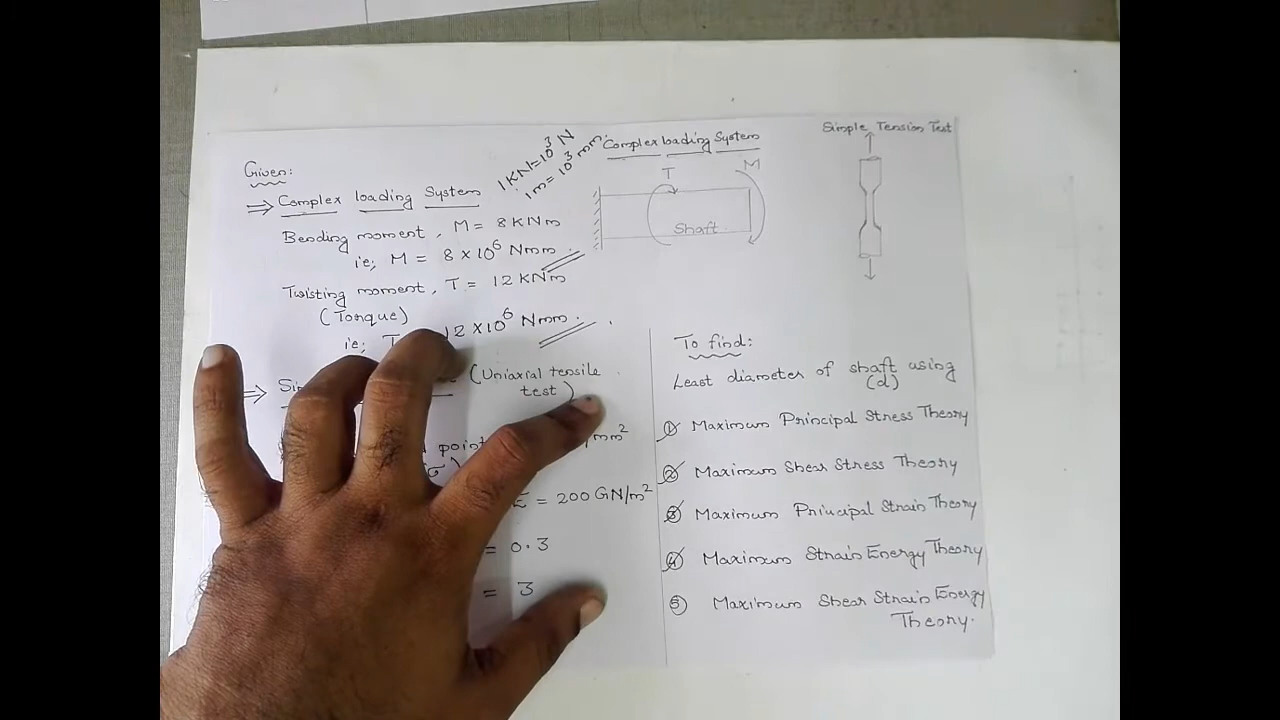 Given:
⇒ Complex loading System
1KN=10³ N
1m = 10³ mm.
Bending moment, M = 8 KNm
ie; M = 8 × 10⁶ Nmm.
Twisting moment, T = 12 KNm
(Torque)
ie; T 12 × 10⁶ Nmm.
⇒ (Uniaxial tensile
test)
point mm²
E = 200 GN/m²
= 0.3
= 3
Complex loading System
T M
Shaft
Simple Tension Test
To find:
Least diameter of shaft using
(d)
① Maximum Principal Stress Theory
② Maximum Shear Stress Theory
③ Maximum Principal Strain Theory
④ Maximum Strain Energy Theory
⑤ Maximum Shear Strain Energy
Theory.